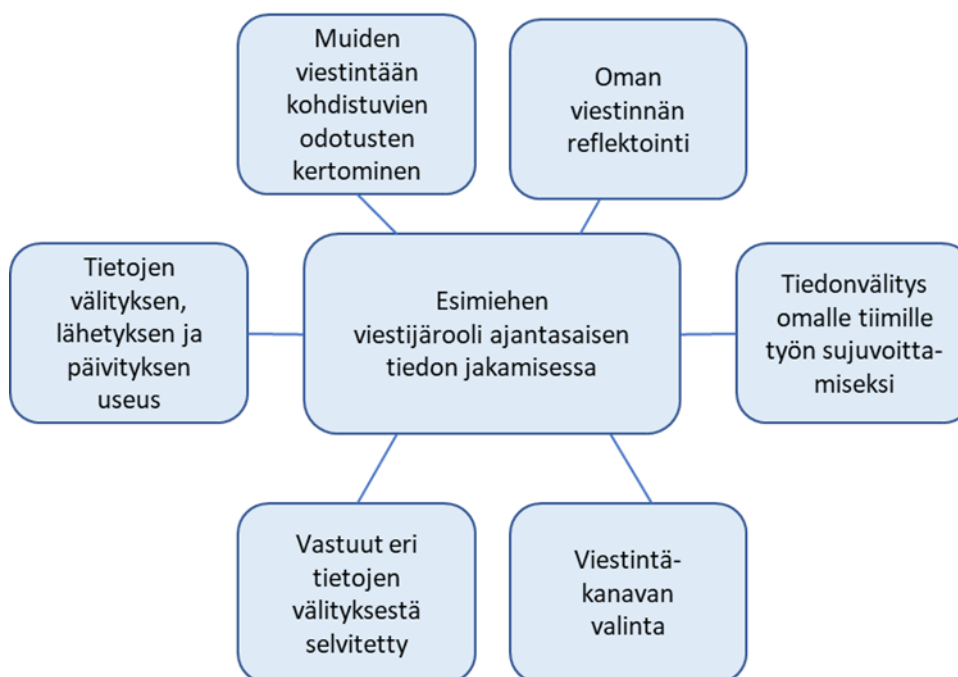 Muiden
viestintään
kohdistuvien
odotusten
kertominen
Oman
viestinnän
reflektointi
Tietojen
välityksen,
lähetyksen ja
päivityksen
useus
Esimiehen
viestijärooli ajantasaisen
tiedon jakamisessa
Tiedonvälitys
omalle tiimille
työn sujuvoitta-
miseksi
Vastuut eri
tietojen
välityksestä
selvitetty
Viestintä-
kanavan
valinta